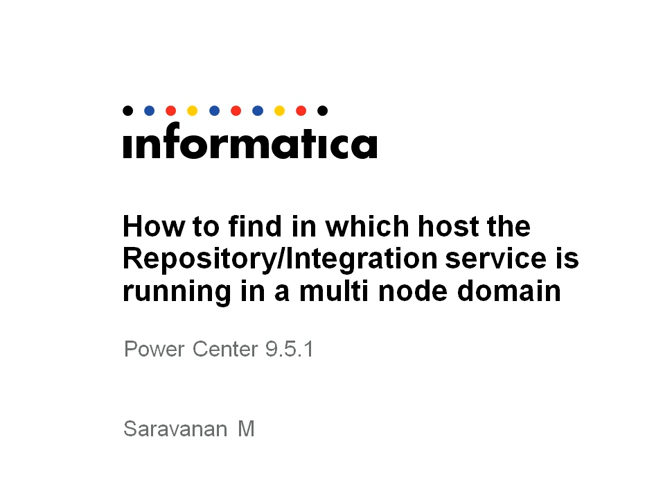 informatica
How to find in which host the
Repository/Integration service is
running in a multi node domain
Power Center 9.5.1
Saravanan M